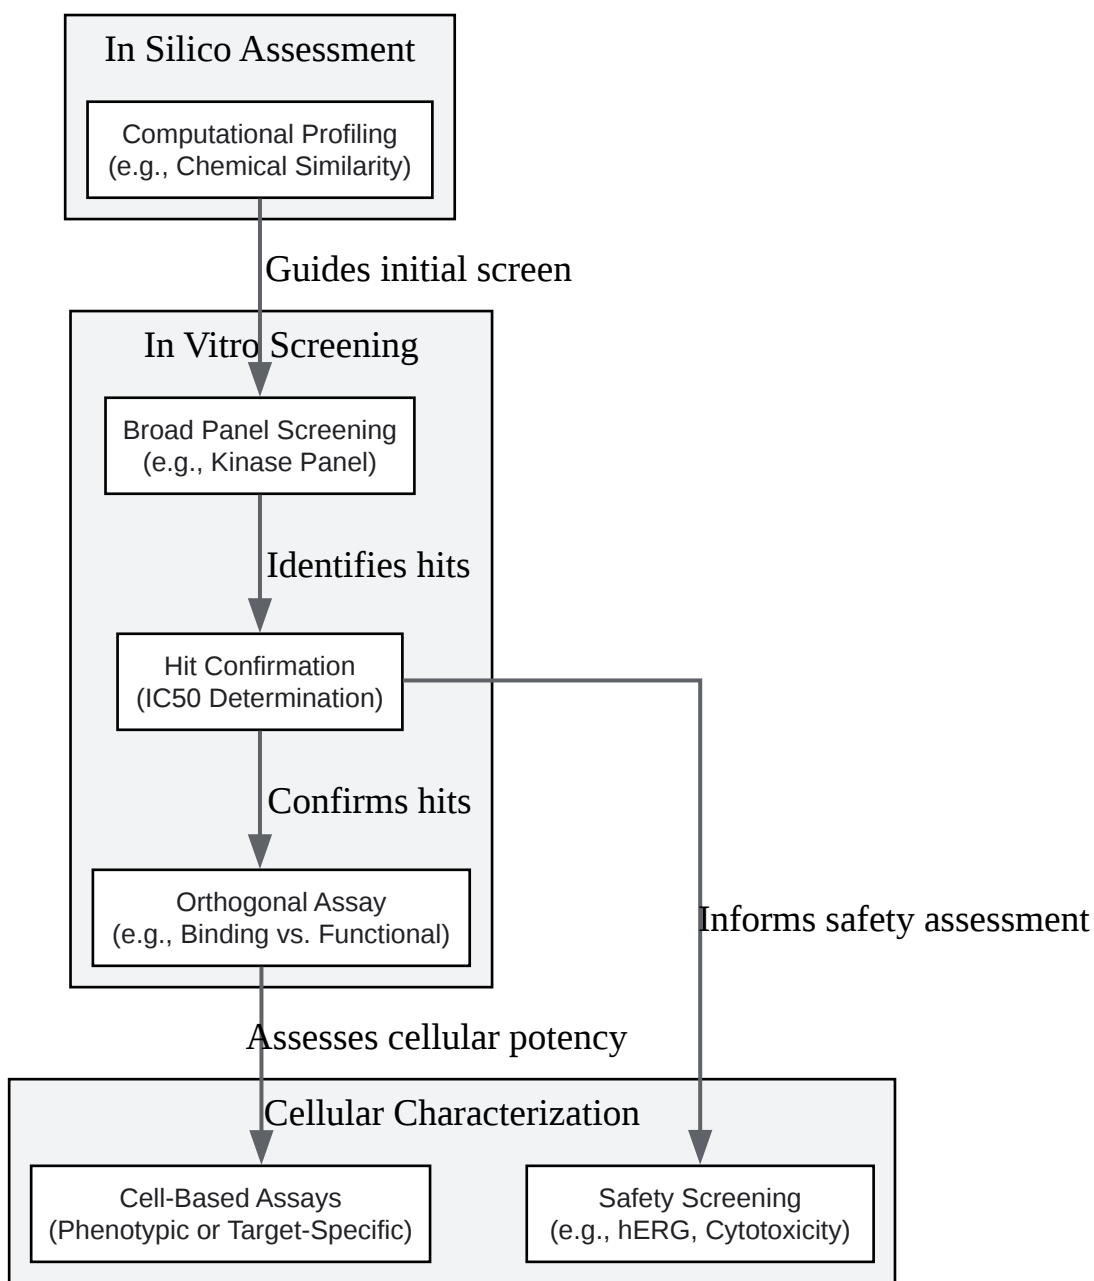 In Silico Assessment
Computational Profiling
(e.g., Chemical Similarity)
Guides initial screen
In Vitro Screening
Broad Panel Screening
(e.g., Kinase Panel)
Identifies hits
Hit Confirmation
(IC50 Determination)
Confirms hits
Orthogonal Assay
(e.g., Binding vs. Functional)
Informs safety assessment
Assesses cellular potency
Cellular Characterization
Cell-Based Assays
(Phenotypic or Target-Specific)
Safety Screening
(e.g., hERG, Cytotoxicity)